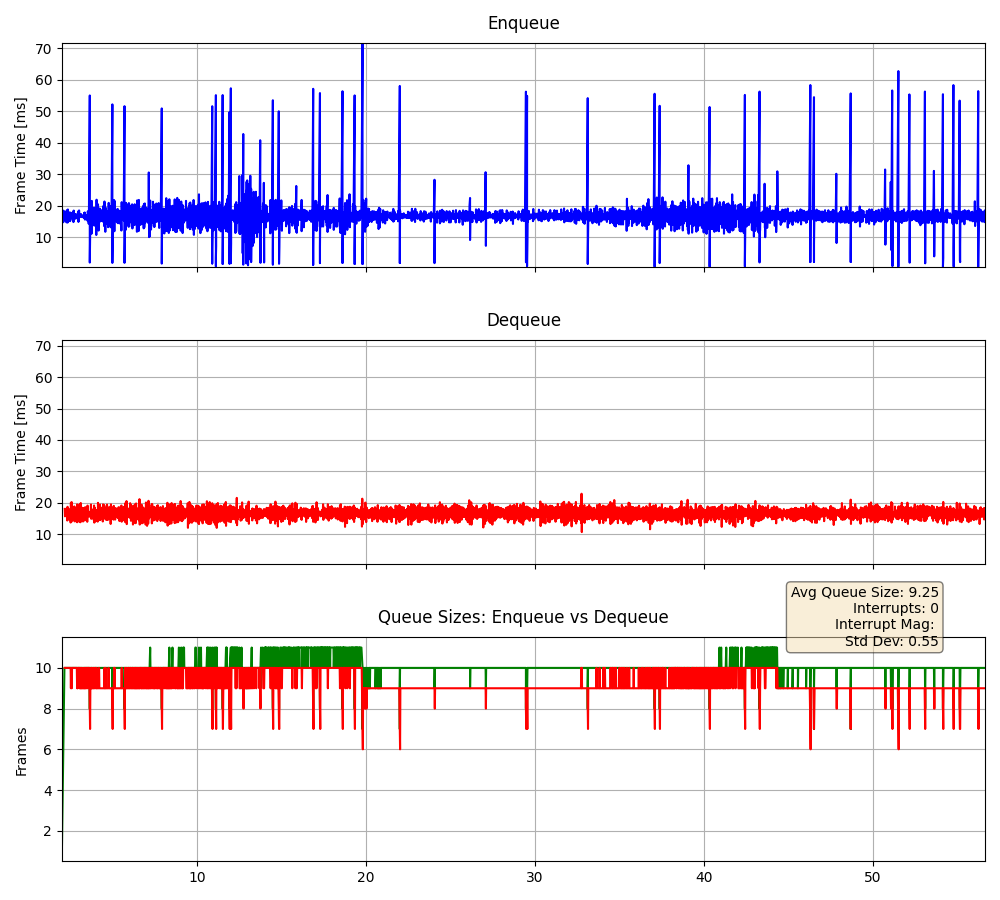 Enqueue
Frame Time [ms]
70
60
50
40
30
20
10
Dequeue
Frame Time [ms]
70
60
50
40
30
20
10
Avg Queue Size: 9.25
Interrupts: 0
Interrupt Mag:
Std Dev: 0.55
Queue Sizes: Enqueue vs Dequeue
Frames
10
8
6
4
2
10 20 30 40 50